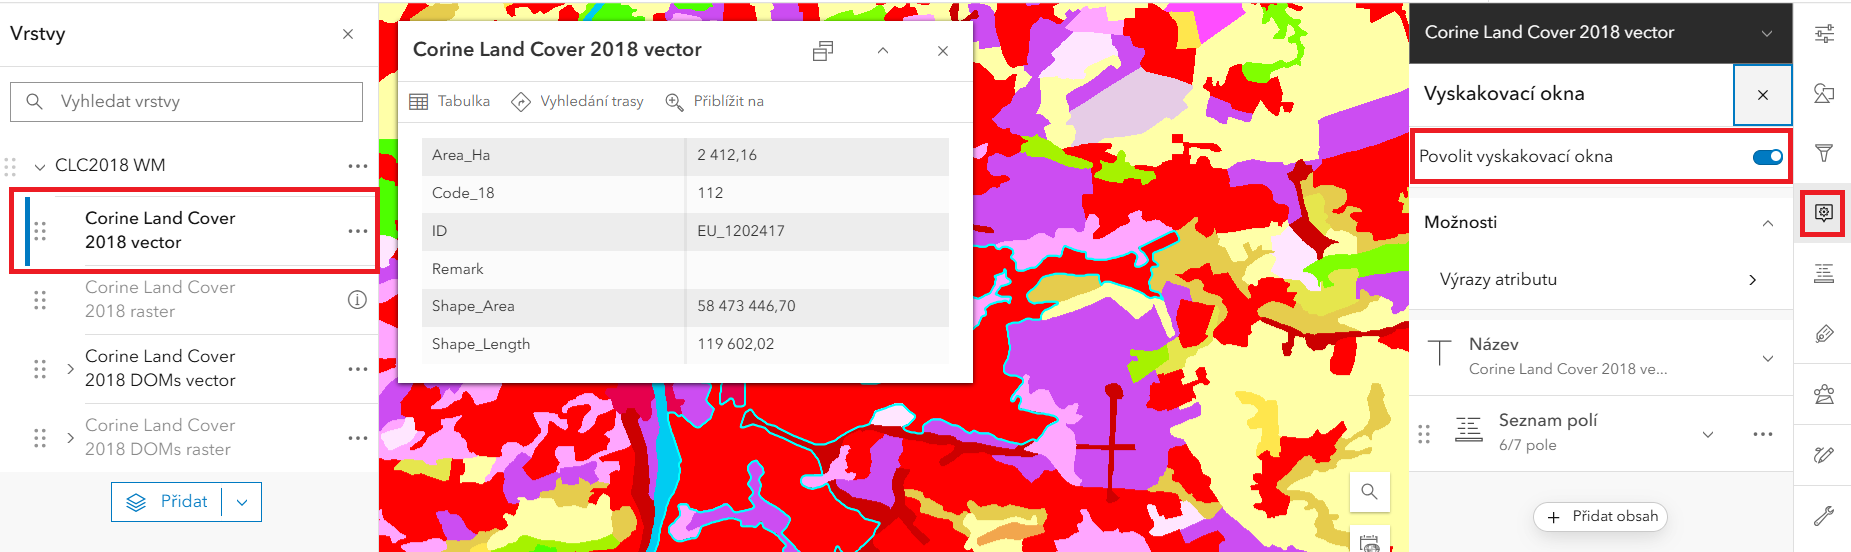 Vrstvy
Vyhledat vrstvy
CLC2018 WM
Corine Land Cover
2018 vector
Corine Land Cover
2018 raster
Corine Land Cover
2018 DOMs vector
Corine Land Cover
2018 DOMs raster
Přidat
Corine Land Cover 2018 vector
Tabulka Vyhledání trasy Přiblížit na
Area_Ha 2 412,16
Code_18 112
ID EU_1202417
Remark
Shape_Area 58 473 446,70
Shape_Length 119 602,02
Corine Land Cover 2018 vector
Vyskakovací okna
Povolit vyskakovací okna
Možnosti
Výrazy atributu
Název
Corine Land Cover 2018 ve...
Seznam polí
6/7 pole
Přidat obsah